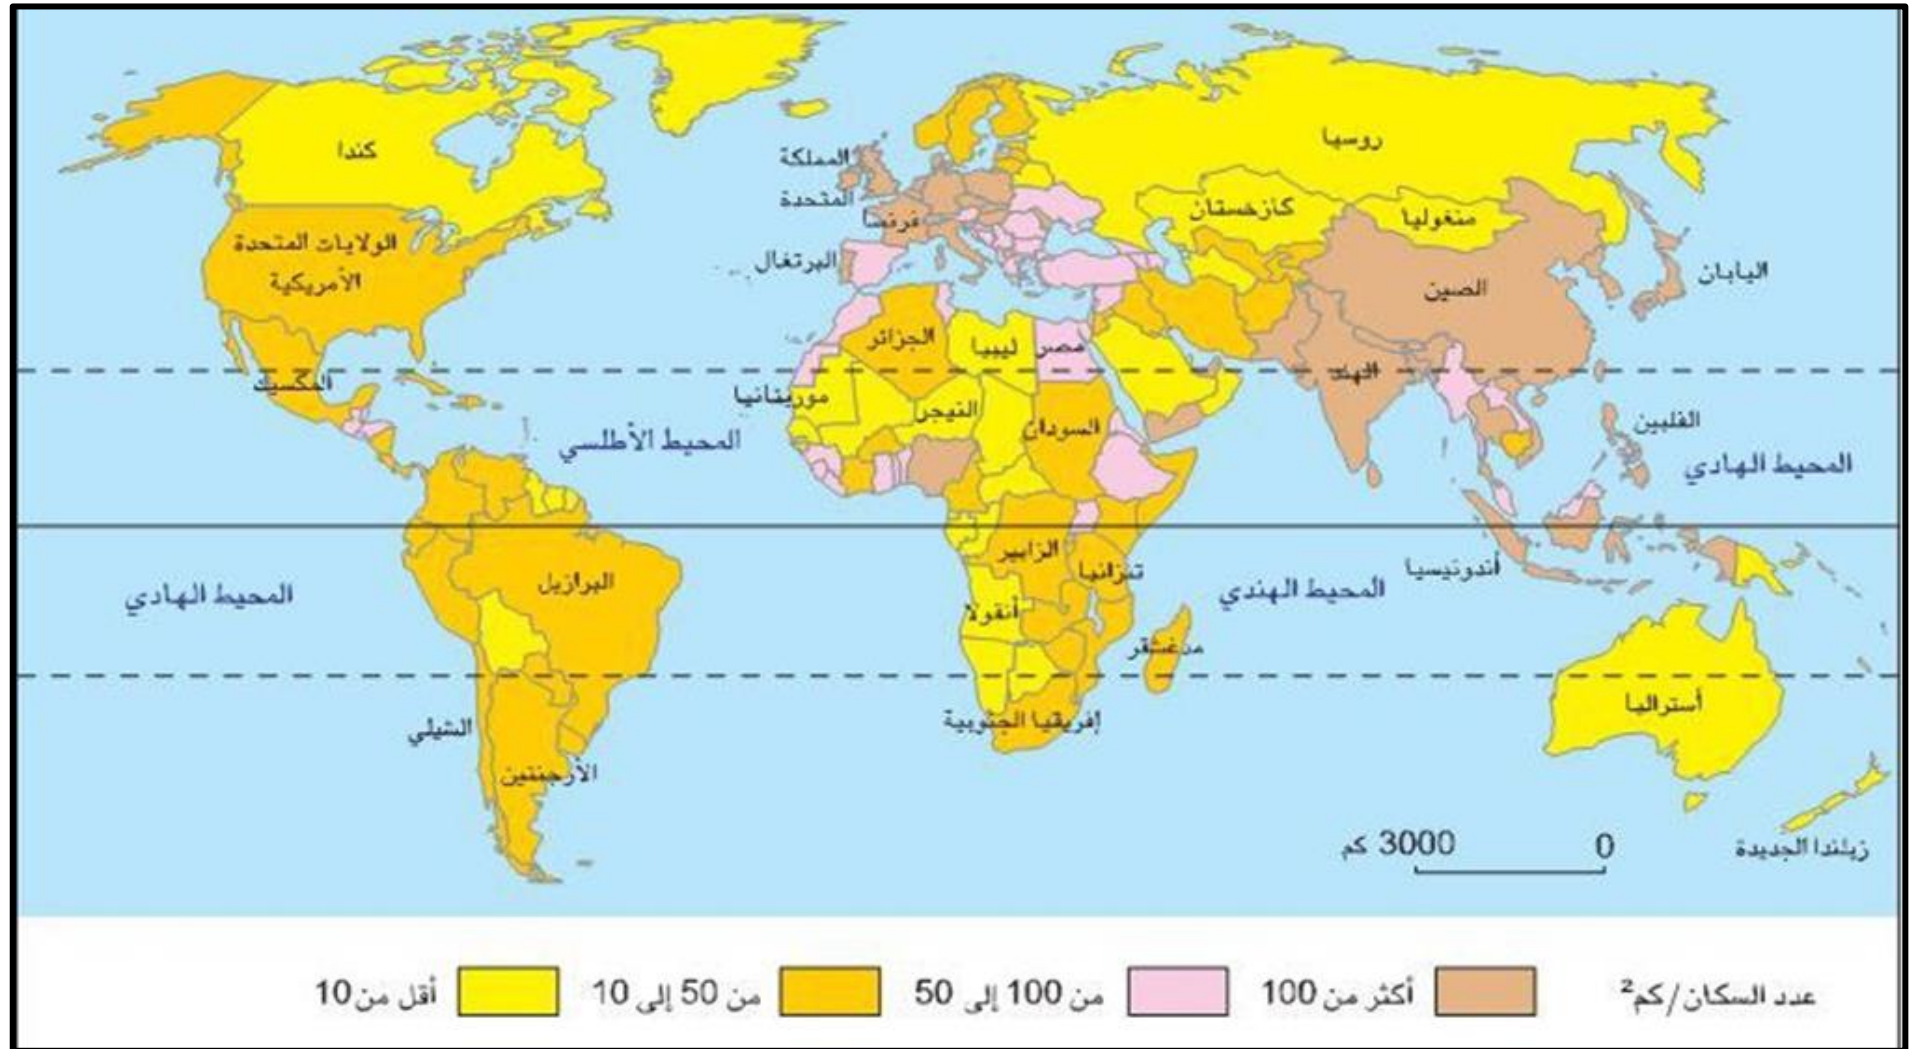 كندا
روسيا
المملكة
المتحدة
كازخستان
منغوليا
فرنسا
الولايات المتحدة
الأمريكية
البرتغال
اليابان
الصين
الجزائر
ليبيا
مصر
الهند
المكسيك
موريتانيا
النيجر
السودان
الفلبين
المحيط الأطلسي
المحيط الهادي
الزايير
تنزانيا
أندونيسيا
البرازيل
المحيط الهندي
المحيط الهادي
أنقولا
مدغشقر
أستراليا
إفريقيا الجنوبية
الشيلي
الأرجنتين
3000 كم
0
زيلندا الجديدة
عدد السكان/كم²
أكثر من 100
من 100 إلى 50
من 50 إلى 10
أقل من 10